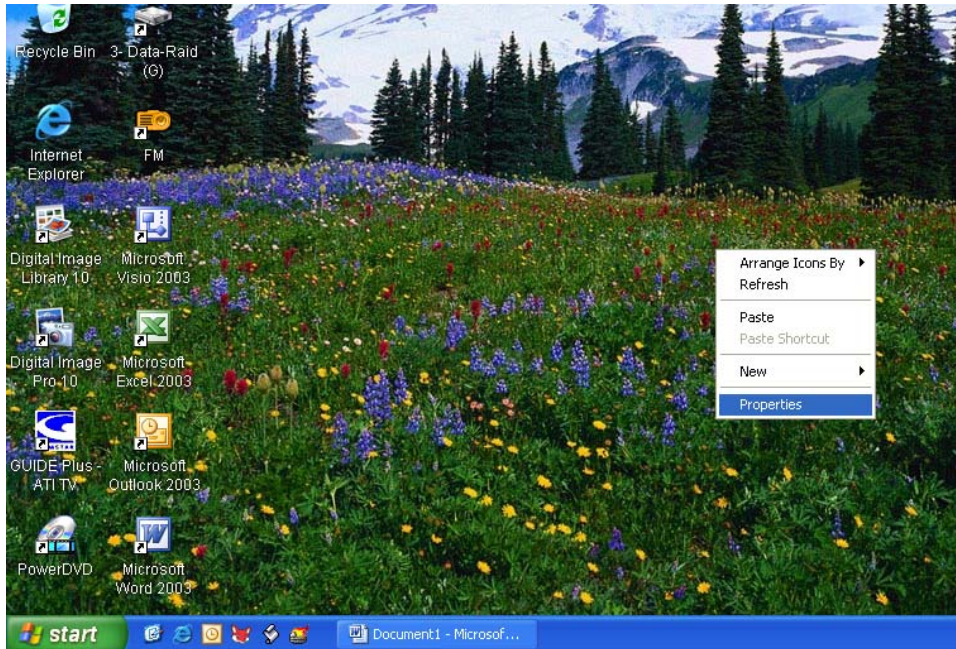 Recycle Bin
3- Data-Raid
(G)
Internet
Explorer
FM
Digital Image
Library 10
Microsoft
Visio 2003
Digital Image
Pro 10
Microsoft
Excel 2003
GUIDE Plus -
ATI TV
Microsoft
Outlook 2003
PowerDVD
Microsoft
Word 2003
Arrange Icons By
Refresh
Paste
Paste Shortcut
New
Properties
start
Document1 - Microsof...